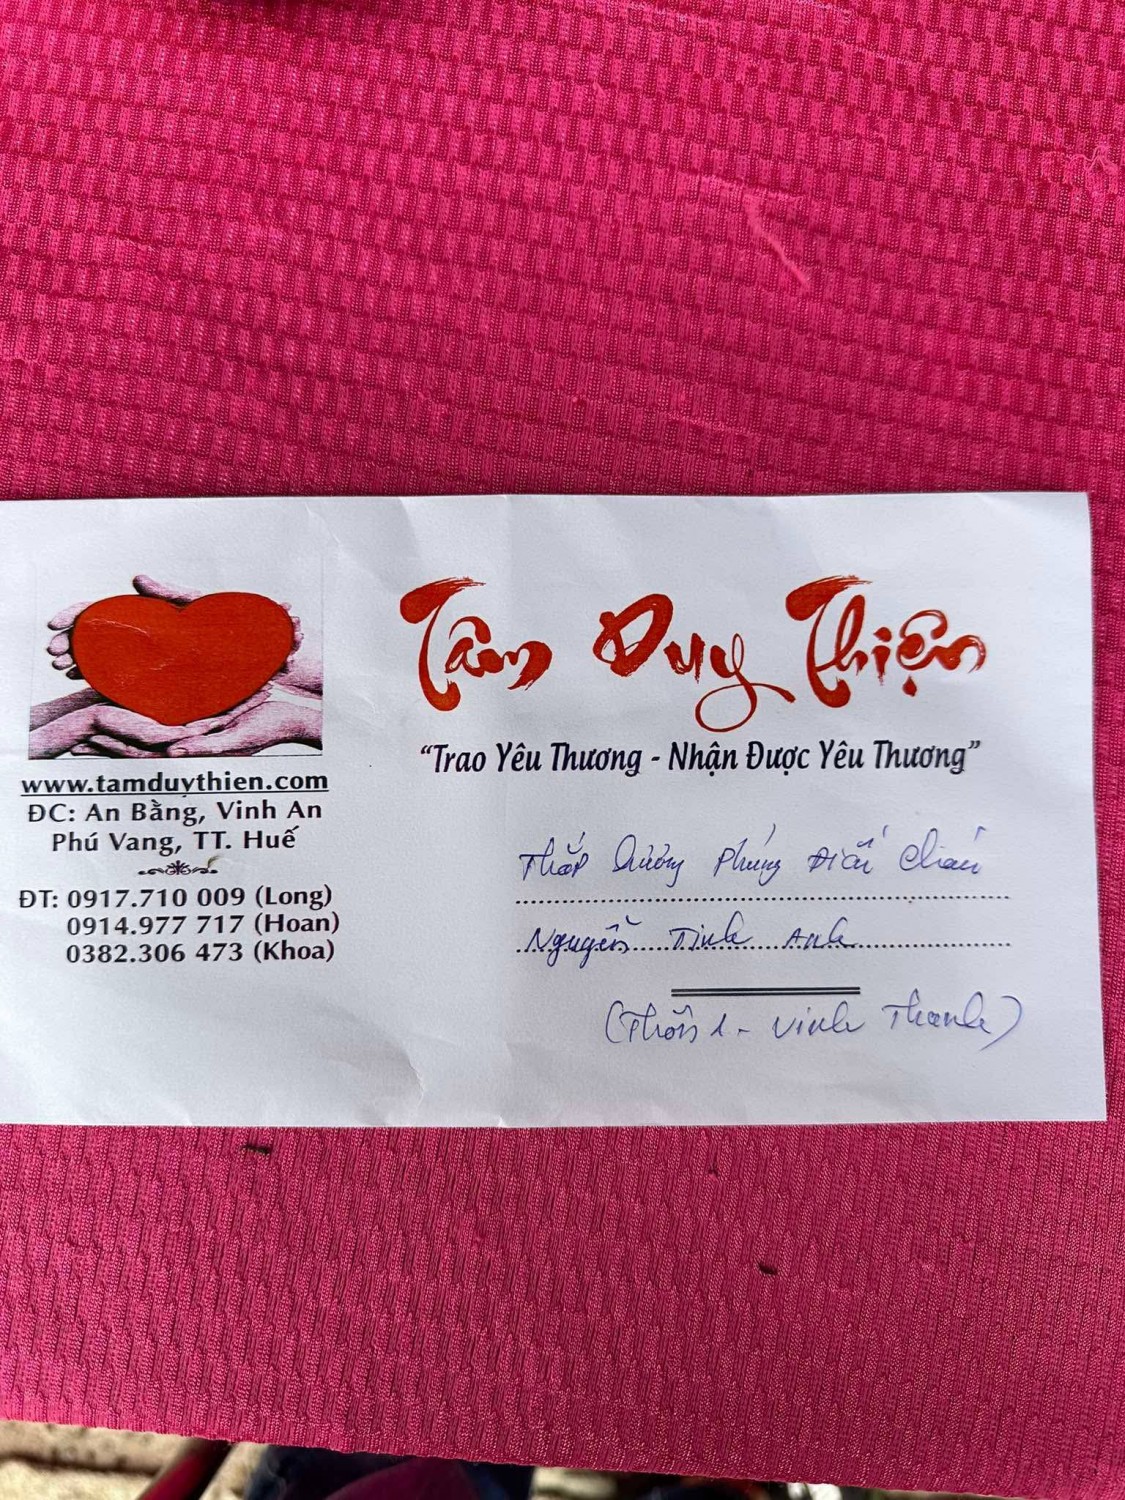 Tâm Duy Thiện
"Trao Yêu Thương - Nhận Được Yêu Thương"
www.tamduythien.com
ĐC: An Bằng, Vinh An
Phú Vang, TT. Huế
ĐT: 0917.710 009 (Long)
0914.977 717 (Hoan)
0382.306 473 (Khoa)
Thắp hương phúng điếu cháu
Nguyễn Tinh Anh
(Thôn 1 - Vinh Thanh)